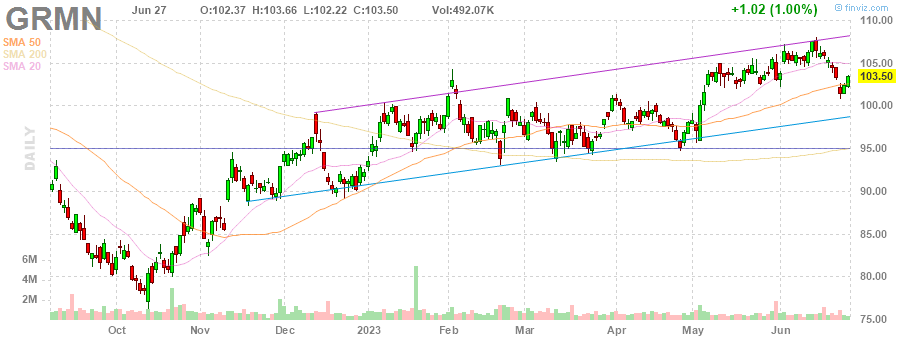 GRMN Jun 27 O:102.37 H:103.66 L:102.22 C:103.50 Vol:492.07K +1.02 (1.00%) © finviz.com
SMA 50
SMA 200
SMA 20
DAILY
110.00
105.00
103.50
100.00
95.00
90.00
85.00
80.00
75.00
6M
4M
2M
Oct Nov Dec 2023 Feb Mar Apr May Jun